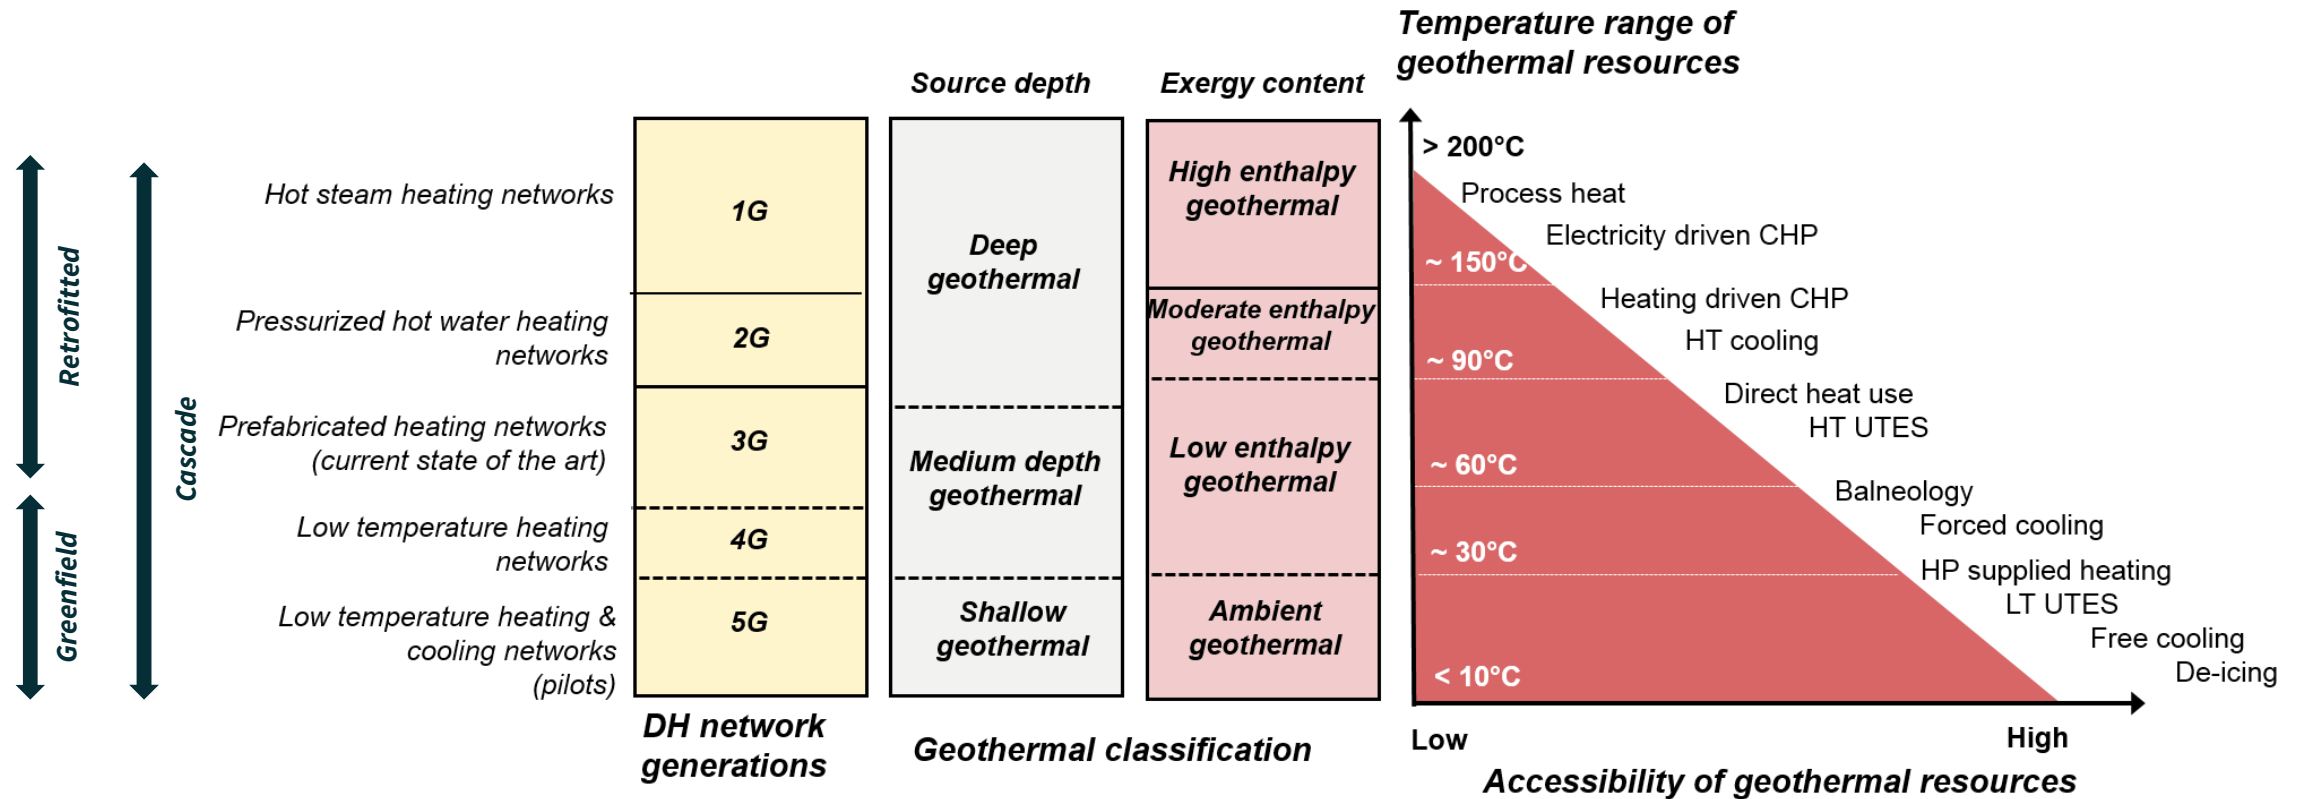 Temperature range of
geothermal resources
Source depth
Exergy content
Retrofitted
Greenfield
Cascade
Hot steam heating networks
Pressurized hot water heating
networks
Prefabricated heating networks
(current state of the art)
Low temperature heating
networks
Low temperature heating &
cooling networks
(pilots)
1G
2G
3G
4G
5G
DH network
generations
Deep
geothermal
Medium depth
geothermal
Shallow
geothermal
High enthalpy
geothermal
Moderate enthalpy
geothermal
Low enthalpy
geothermal
Ambient
geothermal
Geothermal classification
> 200°C
~ 150°C
~ 90°C
~ 60°C
~ 30°C
< 10°C
Process heat
Electricity driven CHP
Heating driven CHP
HT cooling
Direct heat use
HT UTES
Balneology
Forced cooling
HP supplied heating
LT UTES
Free cooling
De-icing
Low
High
Accessibility of geothermal resources